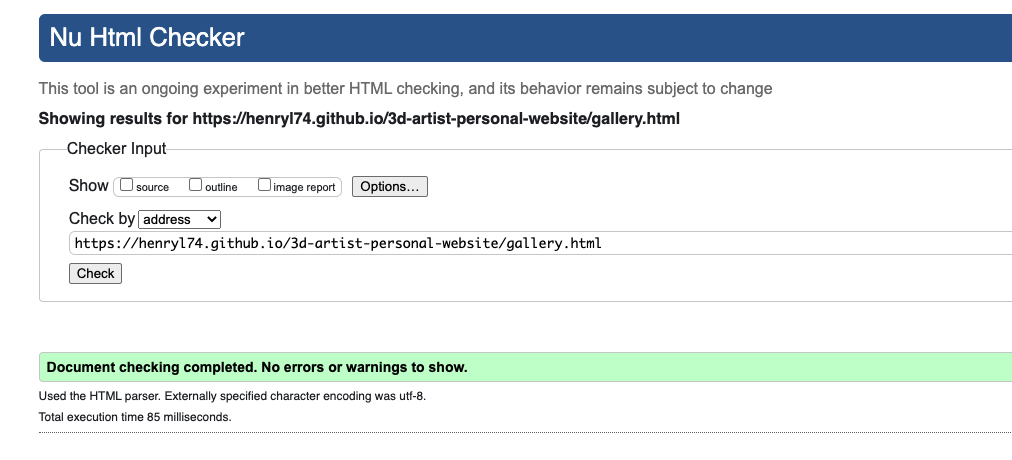 Nu Html Checker
This tool is an ongoing experiment in better HTML checking, and its behavior remains subject to change
Showing results for https://henryl74.github.io/3d-artist-personal-website/gallery.html
Checker Input
Show source outline image report Options...
Check by address
https://henryl74.github.io/3d-artist-personal-website/gallery.html
Check
Document checking completed. No errors or warnings to show.
Used the HTML parser. Externally specified character encoding was utf-8.
Total execution time 85 milliseconds.